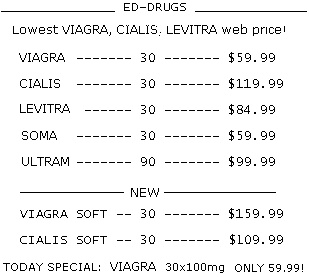 ED-DRUGS
Lowest VIAGRA, CIALIS, LEVITRA web price!
VIAGRA ------- 30 ------- $59.99
CIALIS ------- 30 ------- $119.99
LEVITRA ------- 30 ------- $84.99
SOMA ------- 30 ------- $59.99
ULTRAM ------- 90 ------- $99.99
NEW
VIAGRA SOFT -- 30 ------- $159.99
CIALIS SOFT -- 30 ------- $109.99
TODAY SPECIAL: VIAGRA 30x100mg ONLY 59.99!